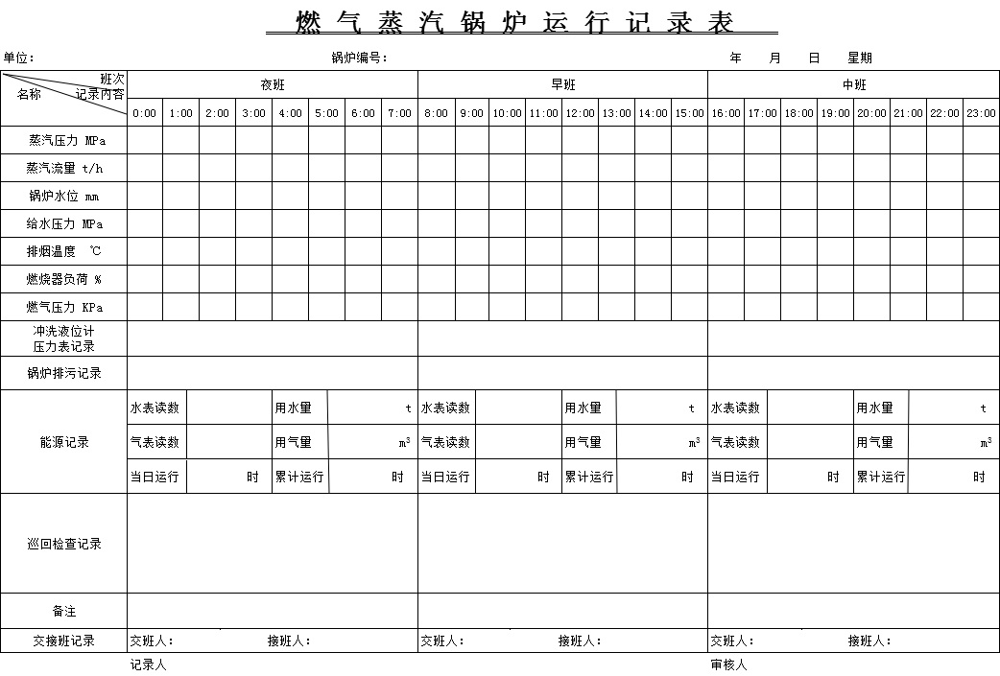 燃气蒸汽锅炉运行记录表
单位: 锅炉编号: 年 月 日 星期
班次 夜班 早班 中班
名称 记录内容
0:00 1:00 2:00 3:00 4:00 5:00 6:00 7:00 8:00 9:00 10:00 11:00 12:00 13:00 14:00 15:00 16:00 17:00 18:00 19:00 20:00 21:00 22:00 23:00
蒸汽压力 MPa
蒸汽流量 t/h
锅炉水位 mm
给水压力 MPa
排烟温度 ℃
燃烧器负荷 %
燃气压力 KPa
冲洗液位计
压力表记录
锅炉排污记录
能源记录
水表读数 用水量 t 水表读数 用水量 t 水表读数 用水量 t
气表读数 用气量 m³ 气表读数 用气量 m³ 气表读数 用气量 m³
当日运行 时 累计运行 时 当日运行 时 累计运行 时 当日运行 时 累计运行 时
巡回检查记录
备注
交接班记录 交班人: 接班人: 交班人: 接班人: 交班人: 接班人:
记录人 审核人